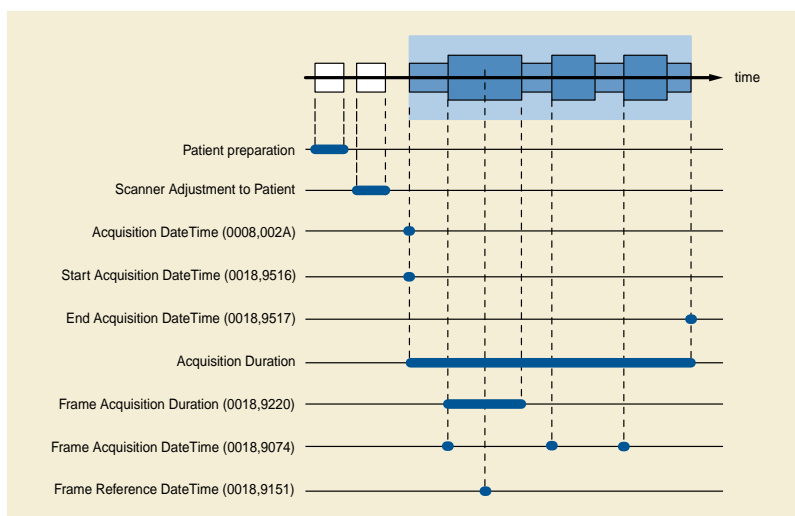 time
Patient preparation
Scanner Adjustment to Patient
Acquisition DateTime (0008,002A)
Start Acquisition DateTime (0018,9516)
End Acquisition DateTime (0018,9517)
Acquisition Duration
Frame Acquisition Duration (0018,9220)
Frame Acquisition DateTime (0018,9074)
Frame Reference DateTime (0018,9151)